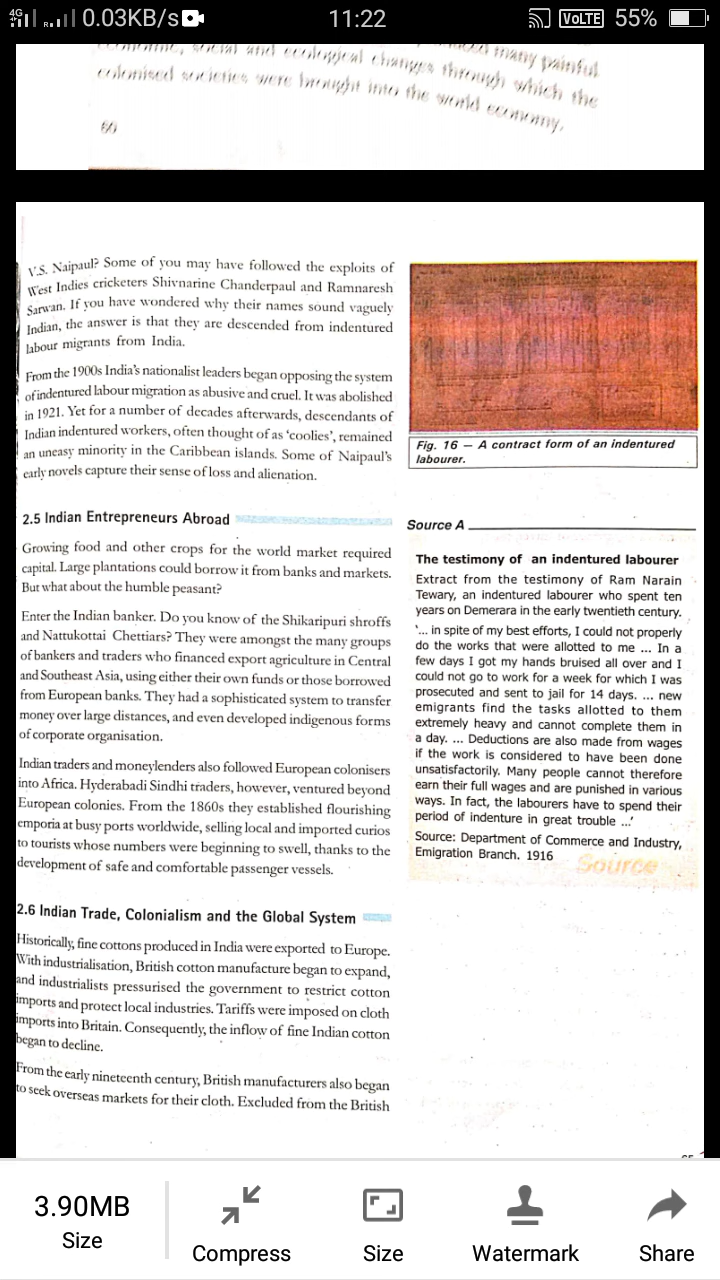 4G R 0.03KB/s 11:22 VoLTE 55%
economic, social and ecological changes through which the
colonised societies were brought into the world economy.
60
V.S. Naipaul? Some of you may have followed the exploits of
West Indies cricketers Shivnarine Chanderpaul and Ramnaresh
Sarwan. If you have wondered why their names sound vaguely
Indian, the answer is that they are descended from indentured
labour migrants from India.
From the 1900s India's nationalist leaders began opposing the system
of indentured labour migration as abusive and cruel. It was abolished
in 1921. Yet for a number of decades afterwards, descendants of
Indian indentured workers, often thought of as 'coolies', remained
an uneasy minority in the Caribbean islands. Some of Naipaul's
early novels capture their sense of loss and alienation.
2.5 Indian Entrepreneurs Abroad
Growing food and other crops for the world market required
capital. Large plantations could borrow it from banks and markets.
But what about the humble peasant?
Enter the Indian banker. Do you know of the Shikaripuri shroffs
and Nattukottai Chettiars? They were amongst the many groups
of bankers and traders who financed export agriculture in Central
and Southeast Asia, using either their own funds or those borrowed
from European banks. They had a sophisticated system to transfer
money over large distances, and even developed indigenous forms
of corporate organisation.
Indian traders and moneylenders also followed European colonisers
into Africa. Hyderabadi Sindhi traders, however, ventured beyond
European colonies. From the 1860s they established flourishing
emporia at busy ports worldwide, selling local and imported curios
to tourists whose numbers were beginning to swell, thanks to the
development of safe and comfortable passenger vessels.
2.6 Indian Trade, Colonialism and the Global System
Historically, fine cottons produced in India were exported to Europe.
With industrialisation, British cotton manufacture began to expand,
and industrialists pressurised the government to restrict cotton
imports and protect local industries. Tariffs were imposed on cloth
imports into Britain. Consequently, the inflow of fine Indian cotton
began to decline.
From the early nineteenth century, British manufacturers also began
to seek overseas markets for their cloth. Excluded from the British
Fig. 16 – A contract form of an indentured
labourer.
Source A
The testimony of an indentured labourer
Extract from the testimony of Ram Narain
Tewary, an indentured labourer who spent ten
years on Demerara in the early twentieth century.
'... in spite of my best efforts, I could not properly
do the works that were allotted to me ... In a
few days I got my hands bruised all over and I
could not go to work for a week for which I was
prosecuted and sent to jail for 14 days. ... new
emigrants find the tasks allotted to them
extremely heavy and cannot complete them in
a day. ... Deductions are also made from wages
if the work is considered to have been done
unsatisfactorily. Many people cannot therefore
earn their full wages and are punished in various
ways. In fact, the labourers have to spend their
period of indenture in great trouble ...'
Source: Department of Commerce and Industry,
Emigration Branch. 1916
Source
3.90MB
Size
Compress
Size
Watermark
Share